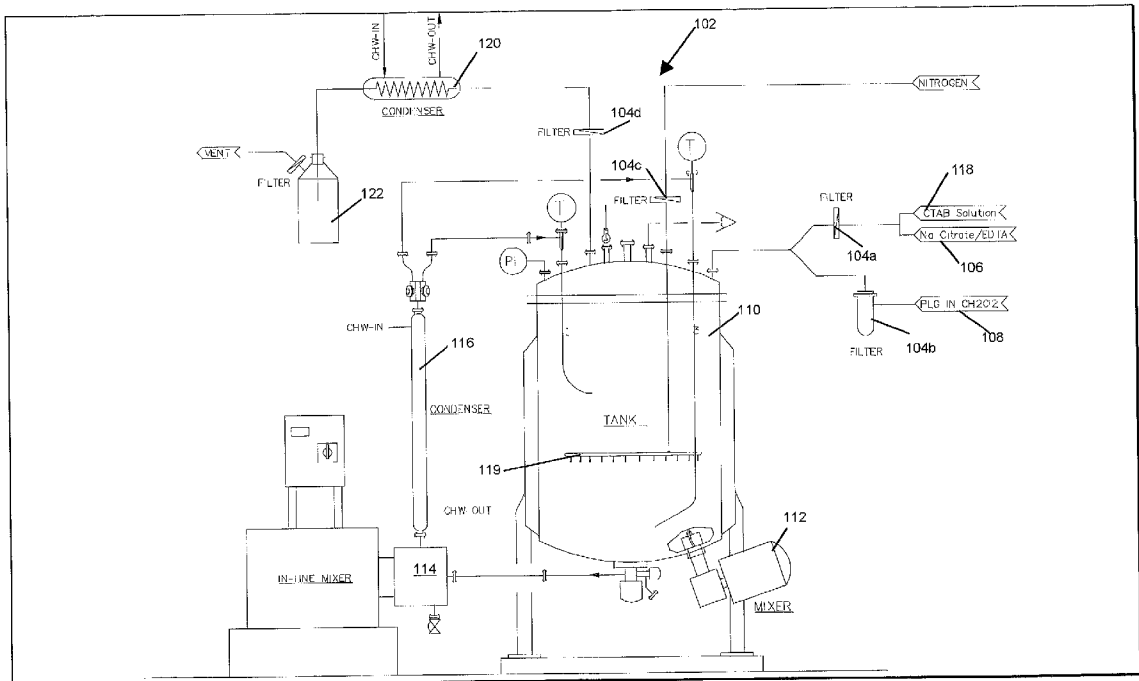 CHW-IN
CHW-OUT
120
CONDENSER
102
NITROGEN
FILTER
104d
VENT
FILTER
122
T
104c
FILTER
T
FILTER
118
CTAB Solution
104a
Na Citrate/EDTA
106
Pi
110
PLG IN CH2Cl2
108
104b
FILTER
CHW-IN
116
CONDENSER
TANK
119
CHW-OUT
112
IN-LINE MIXER
114
MIXER